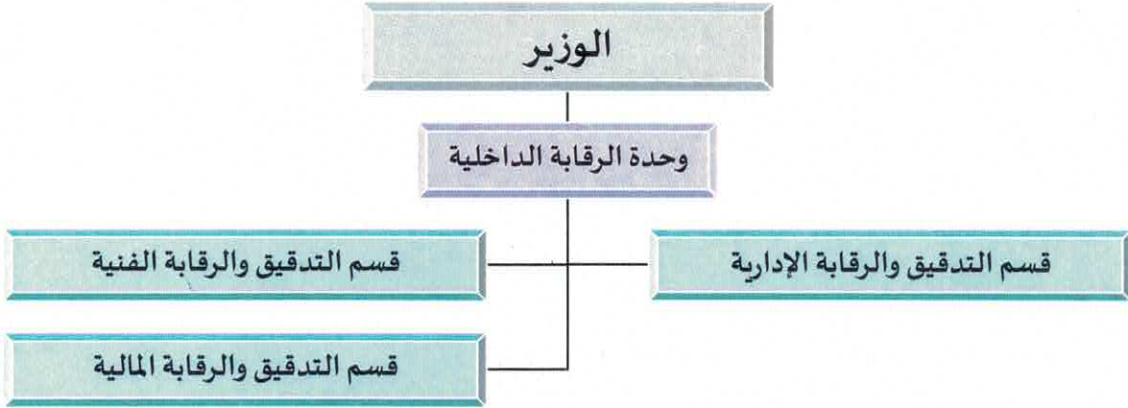 الوزير
وحدة الرقابة الداخلية
قسم التدقيق والرقابة الإدارية
قسم التدقيق والرقابة الفنية
قسم التدقيق والرقابة المالية